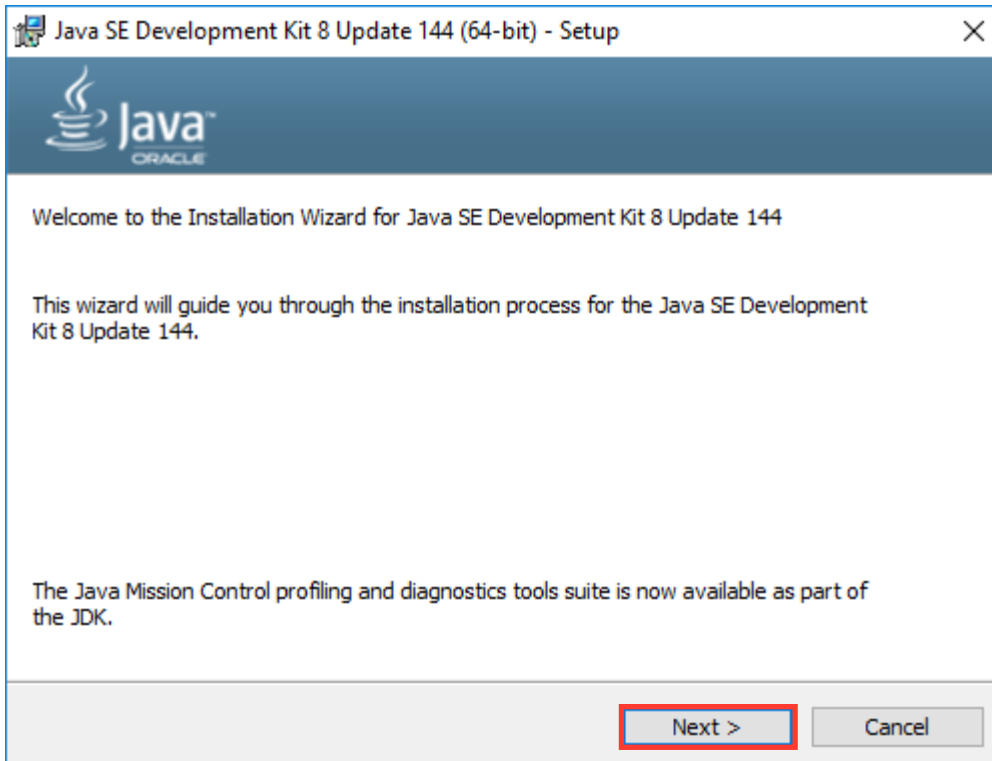 Java SE Development Kit 8 Update 144 (64-bit) - Setup
Java™
ORACLE
Welcome to the Installation Wizard for Java SE Development Kit 8 Update 144
This wizard will guide you through the installation process for the Java SE Development
Kit 8 Update 144.
The Java Mission Control profiling and diagnostics tools suite is now available as part of
the JDK.
Next >
Cancel